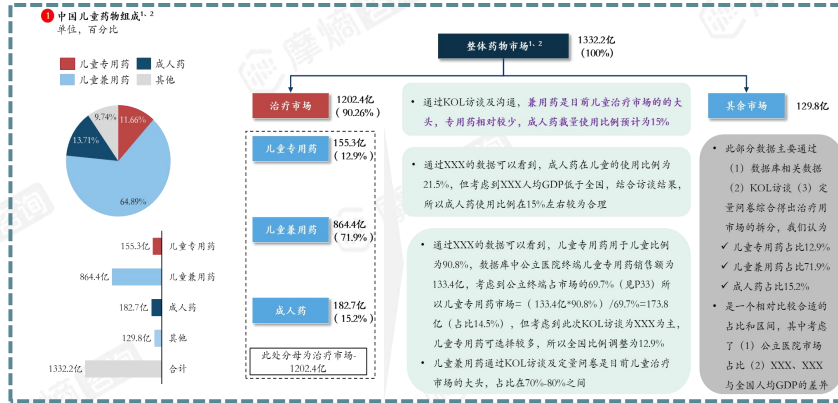 1 中国儿童药物组成1、2
单位，百分比
儿童专用药 成人药
儿童兼用药 其他
9.74%
11.66%
13.71%
64.89%
155.3亿 儿童专用药
864.4亿 儿童兼用药
182.7亿 成人药
129.8亿 其他
1332.2亿 合计
整体药物市场1、2
1332.2亿
(100%)
治疗市场
1202.4亿
(90.26%)
儿童专用药
155.3亿
(12.9%)
儿童兼用药
864.4亿
(71.9%)
成人药
182.7亿
(15.2%)
此处分母为治疗市场-
1202.4亿
• 通过KOL访谈及沟通，兼用药是目前儿童治疗市场的的大
头，专用药相对较少，成人药裁量使用比例预计为15%
• 通过XXX的数据可以看到，成人药在儿童的使用比例为
21.5%，但考虑到XXX人均GDP低于全国，结合访谈结果，
所以成人药使用比例在15%左右较为合理
• 通过XXX的数据可以看到，儿童专用药用于儿童比例
为90.8%，数据库中公立医院终端儿童专用药销售额为
133.4亿，考虑到公立终端占市场的69.7%（见P33）所
以儿童专用药市场=（133.4亿*90.8%）/69.7%=173.8
亿（占比14.5%），但考虑到此次KOL访谈为XXX为主，
儿童专用药可选择较多，所以全国比例调整为12.9%
• 儿童兼用药通过KOL访谈及定量问卷是目前儿童治疗
市场的大头，占比在70%-80%之间
其余市场
129.8亿
• 此部分数据主要通过
（1）数据库相关数据
（2）KOL访谈（3）定
量问卷综合得出治疗用
市场的拆分，我们认为
✓ 儿童专用药占比12.9%
✓ 儿童兼用药占比71.9%
✓ 成人药占比15.2%
• 是一个相对比较合适的
占比和区间，其中考虑
了（1）公立医院市场
占比（2）XXX、XXX
与全国人均GDP的差异
摩熵咨询